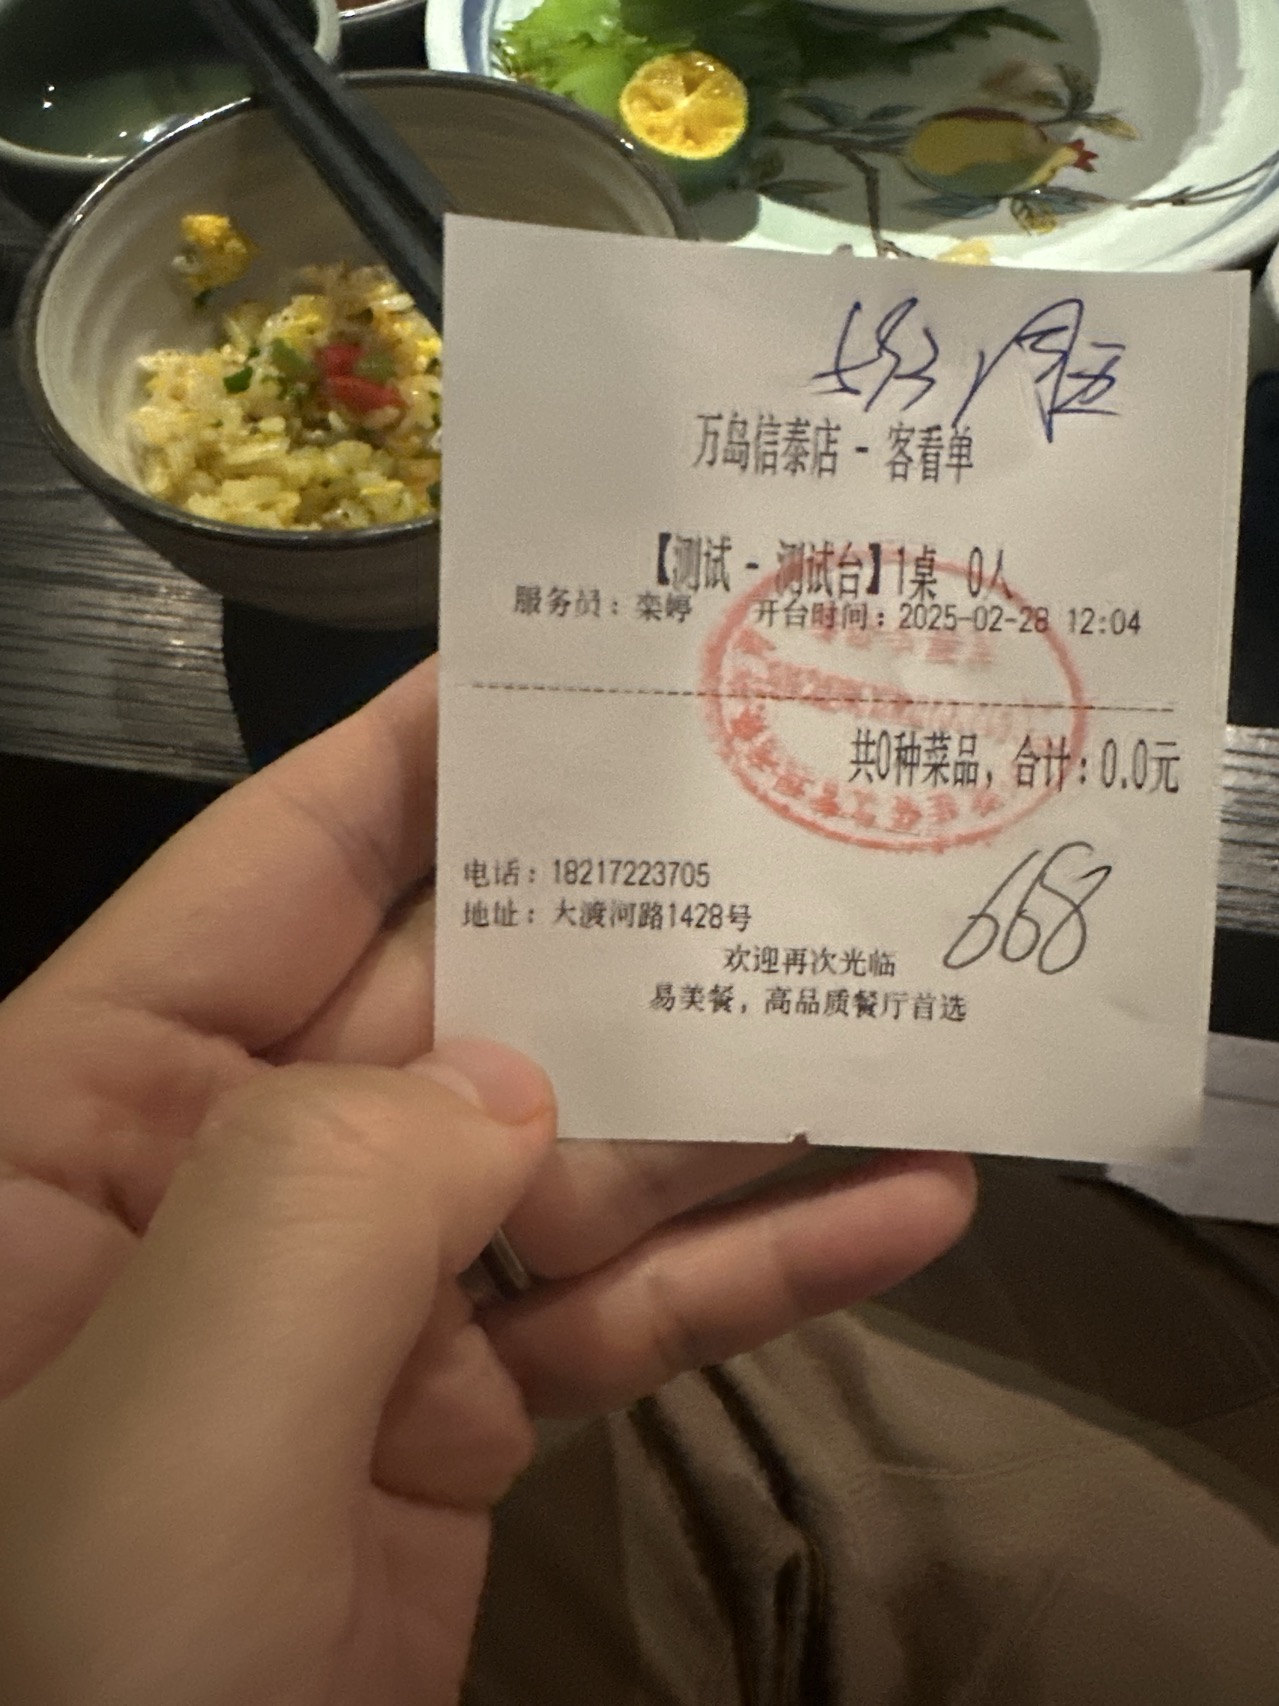 万岛信泰店 - 客看单
【测试 - 测试台】1桌 0人
服务员：栾婷 开台时间：2025-02-28 12:04
共0种菜品，合计：0.0元
电话：18217223705
668
地址：大渡河路1428号
欢迎再次光临
易美餐，高品质餐厅首选